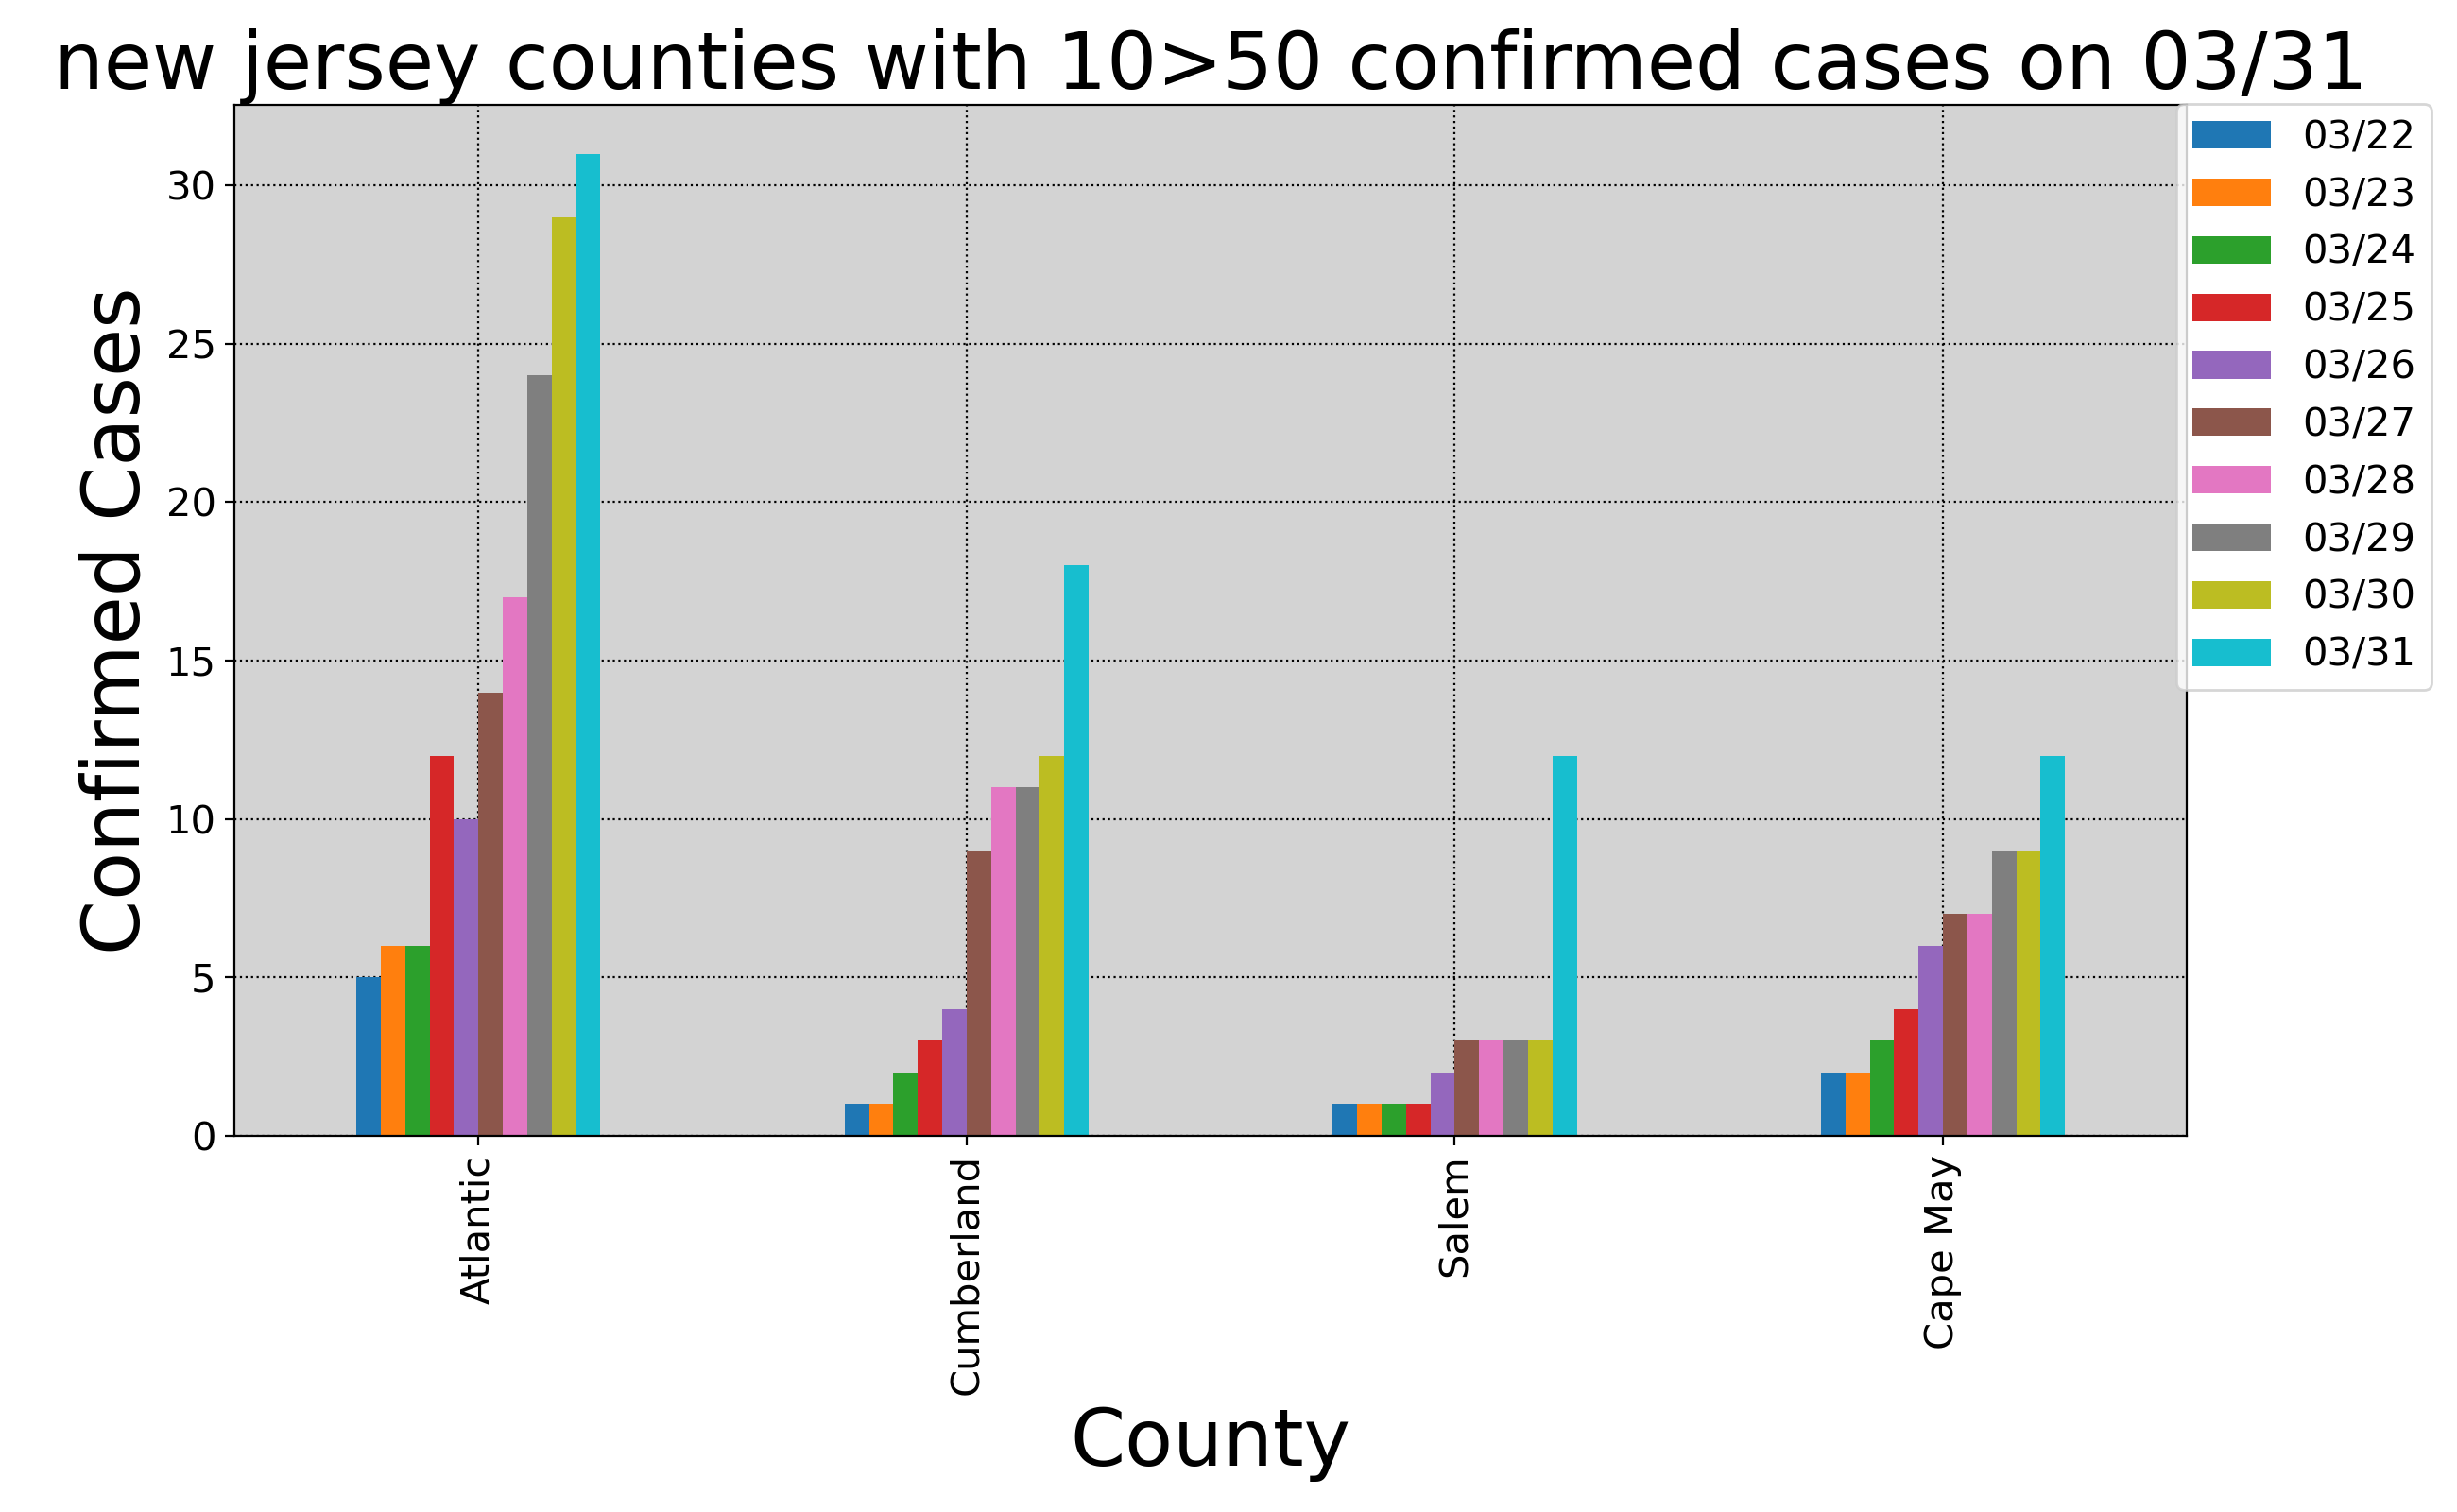 new jersey counties with 10>50 confirmed cases on 03/31
03/22
03/23
03/24
03/25
03/26
03/27
03/28
03/29
03/30
03/31
Confirmed Cases
30
25
20
15
10
5
0
Atlantic
Cumberland
Salem
Cape May
County